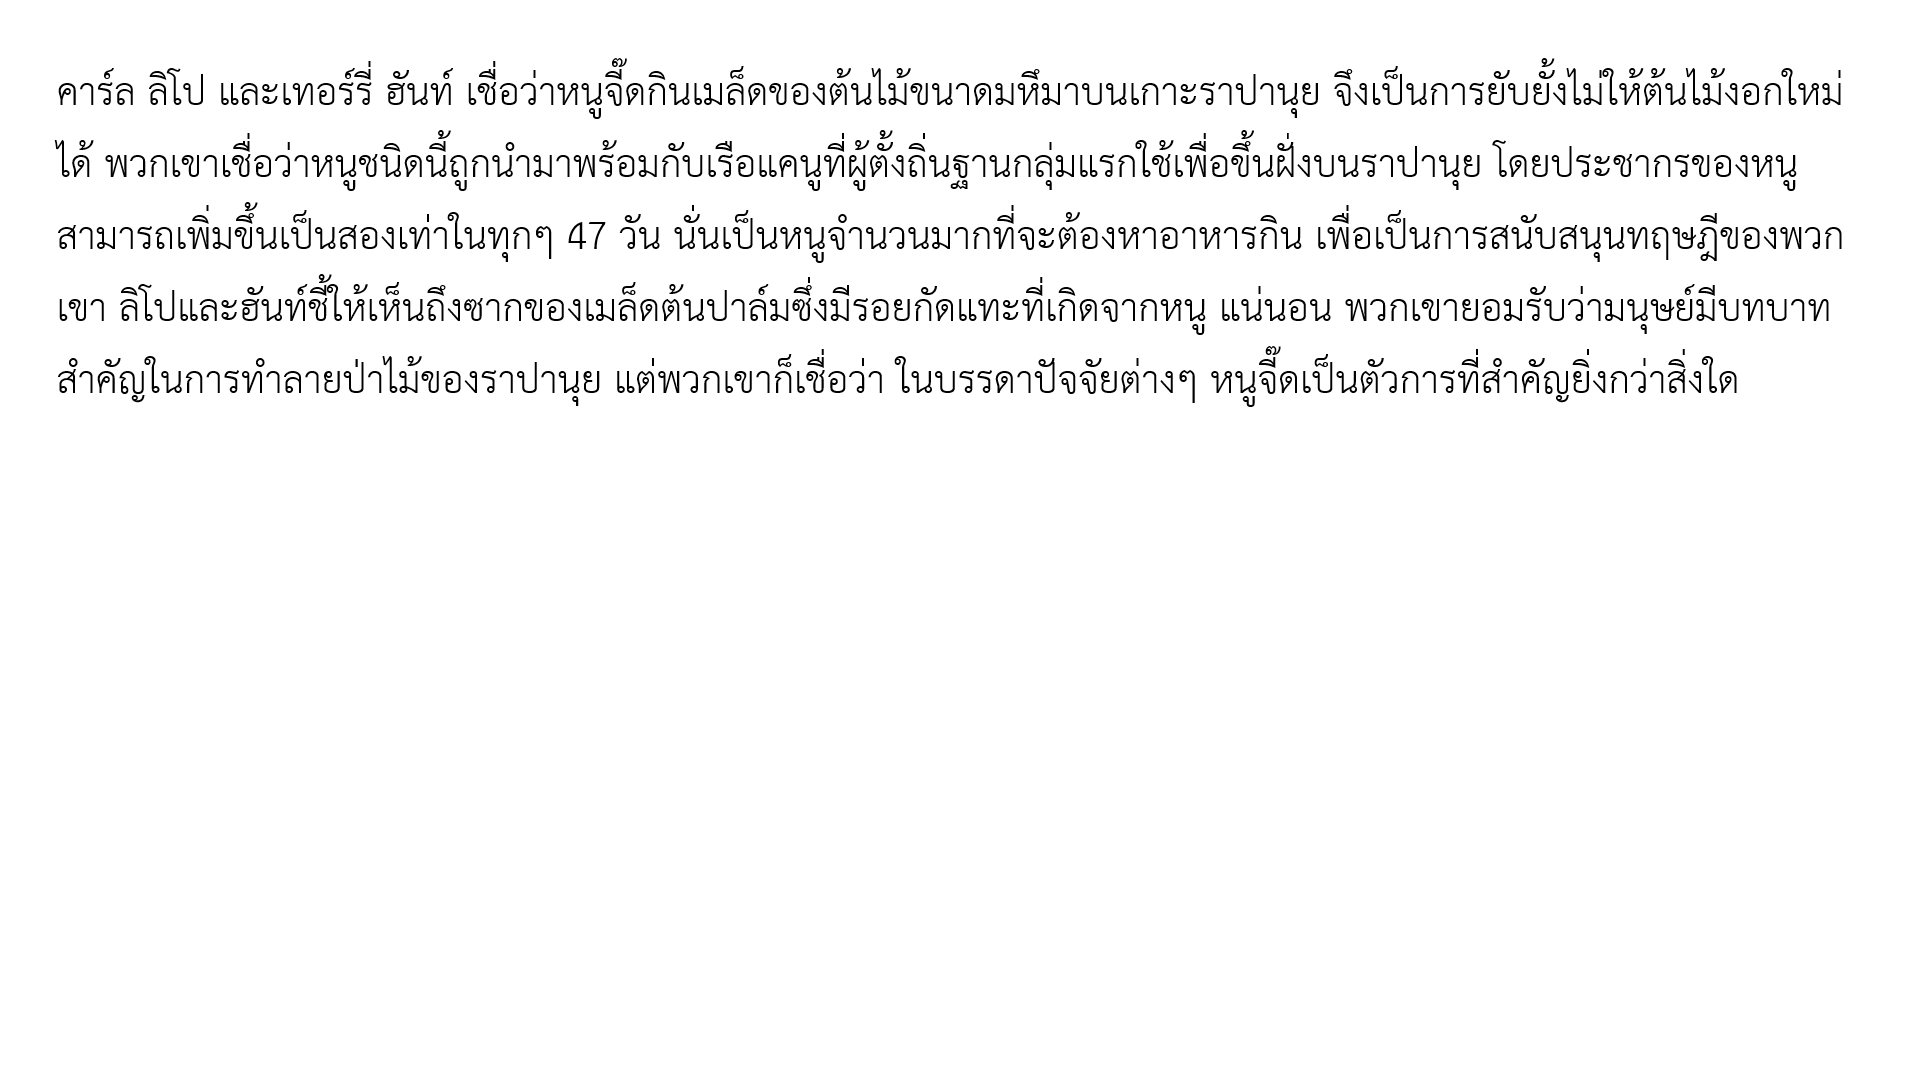 คาร์ล ลิโป และเทอร์รี่ ฮันท์ เชื่อว่าหนูจี๊ดกินเมล็ดของต้นไม้ขนาดมหึมาบนเกาะราปานุย จึงเป็นการยับยั้งไม่ให้ต้นไม้งอกใหม่
ได้ พวกเขาเชื่อว่าหนูชนิดนี้ถูกนำมาพร้อมกับเรือแคนูที่ผู้ตั้งถิ่นฐานกลุ่มแรกใช้เพื่อขึ้นฝั่งบนราปานุย โดยประชากรของหนู
สามารถเพิ่มขึ้นเป็นสองเท่าในทุกๆ 47 วัน นั่นเป็นหนูจำนวนมากที่จะต้องหาอาหารกิน เพื่อเป็นการสนับสนุนทฤษฎีของพวก
เขา ลิโปและฮันท์ชี้ให้เห็นถึงซากของเมล็ดต้นปาล์มซึ่งมีรอยกัดแทะที่เกิดจากหนู แน่นอน พวกเขายอมรับว่ามนุษย์มีบทบาท
สำคัญในการทำลายป่าไม้ของราปานุย แต่พวกเขาก็เชื่อว่า ในบรรดาปัจจัยต่างๆ หนูจี๊ดเป็นตัวการที่สำคัญยิ่งกว่าสิ่งใด